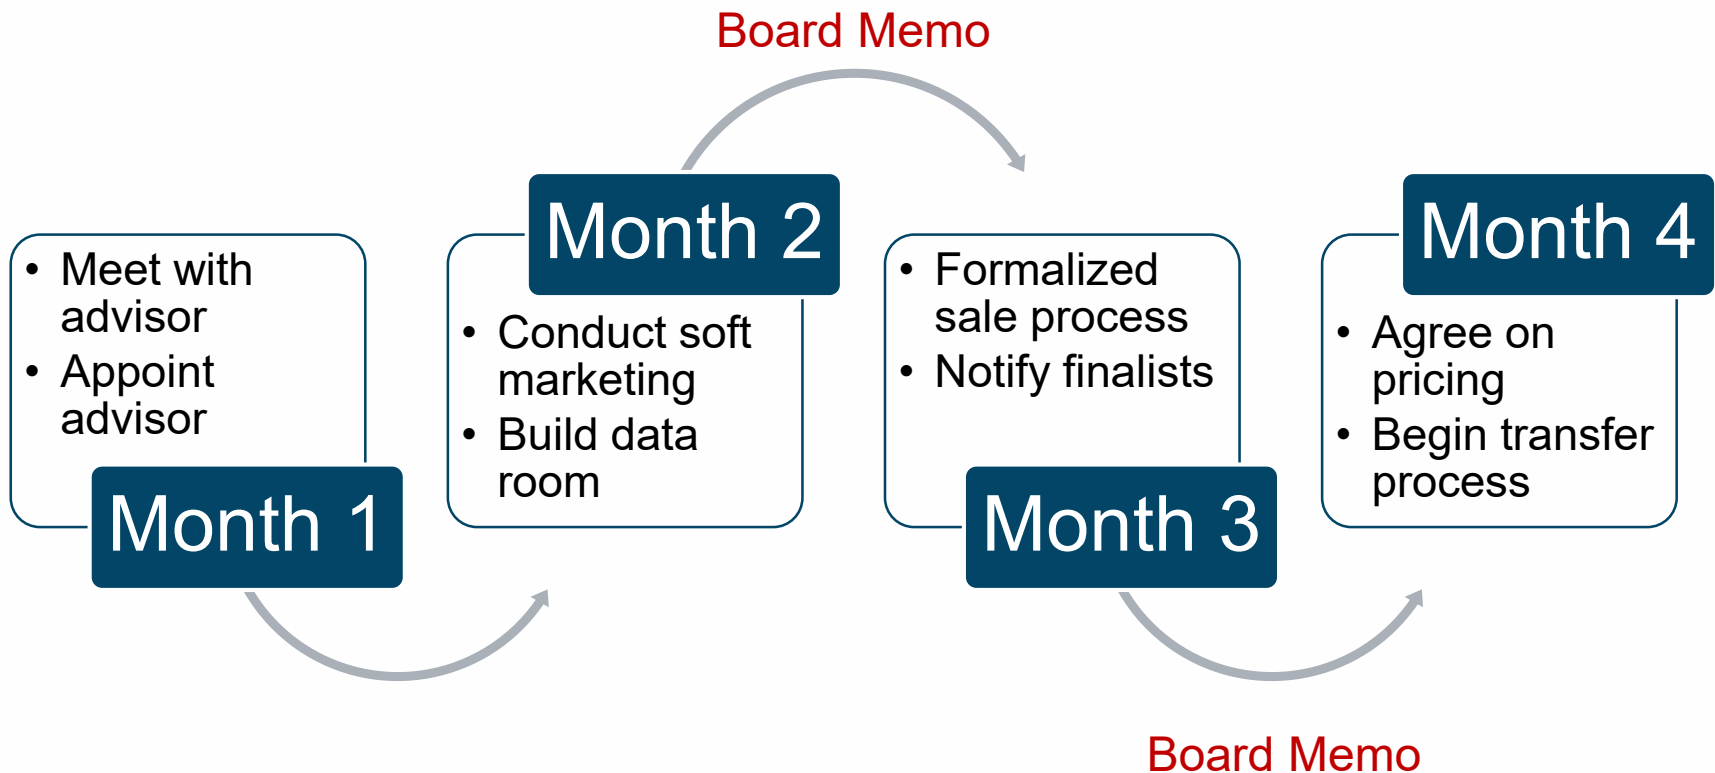 Board Memo
• Meet with
advisor
• Appoint
advisor
Month 1
Month 2
• Conduct soft
marketing
• Build data
room
• Formalized
sale process
• Notify finalists
Month 3
Month 4
• Agree on
pricing
• Begin transfer
process
Board Memo